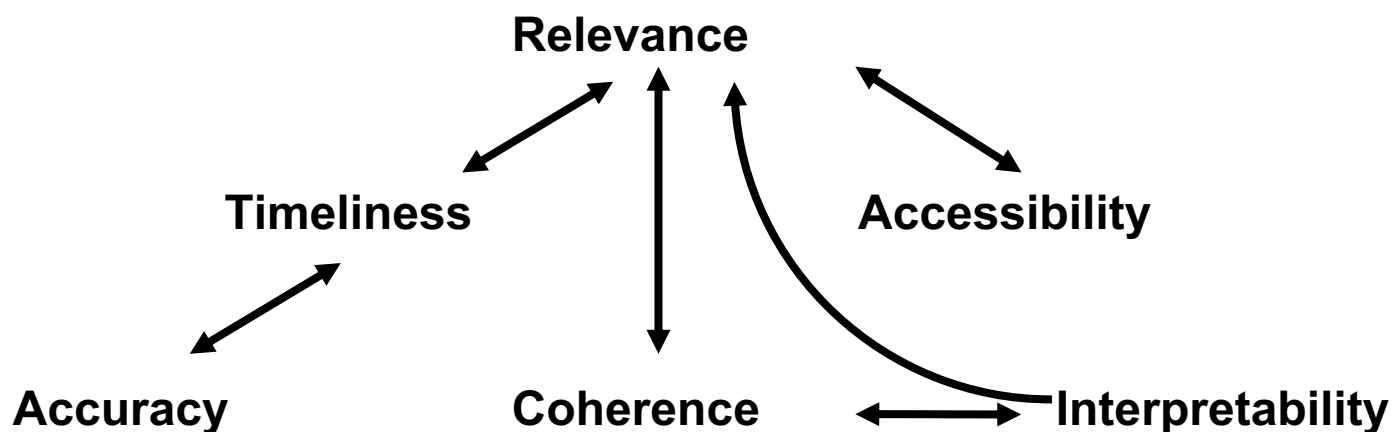 Relevance
Timeliness
Accessibility
Accuracy
Coherence
Interpretability